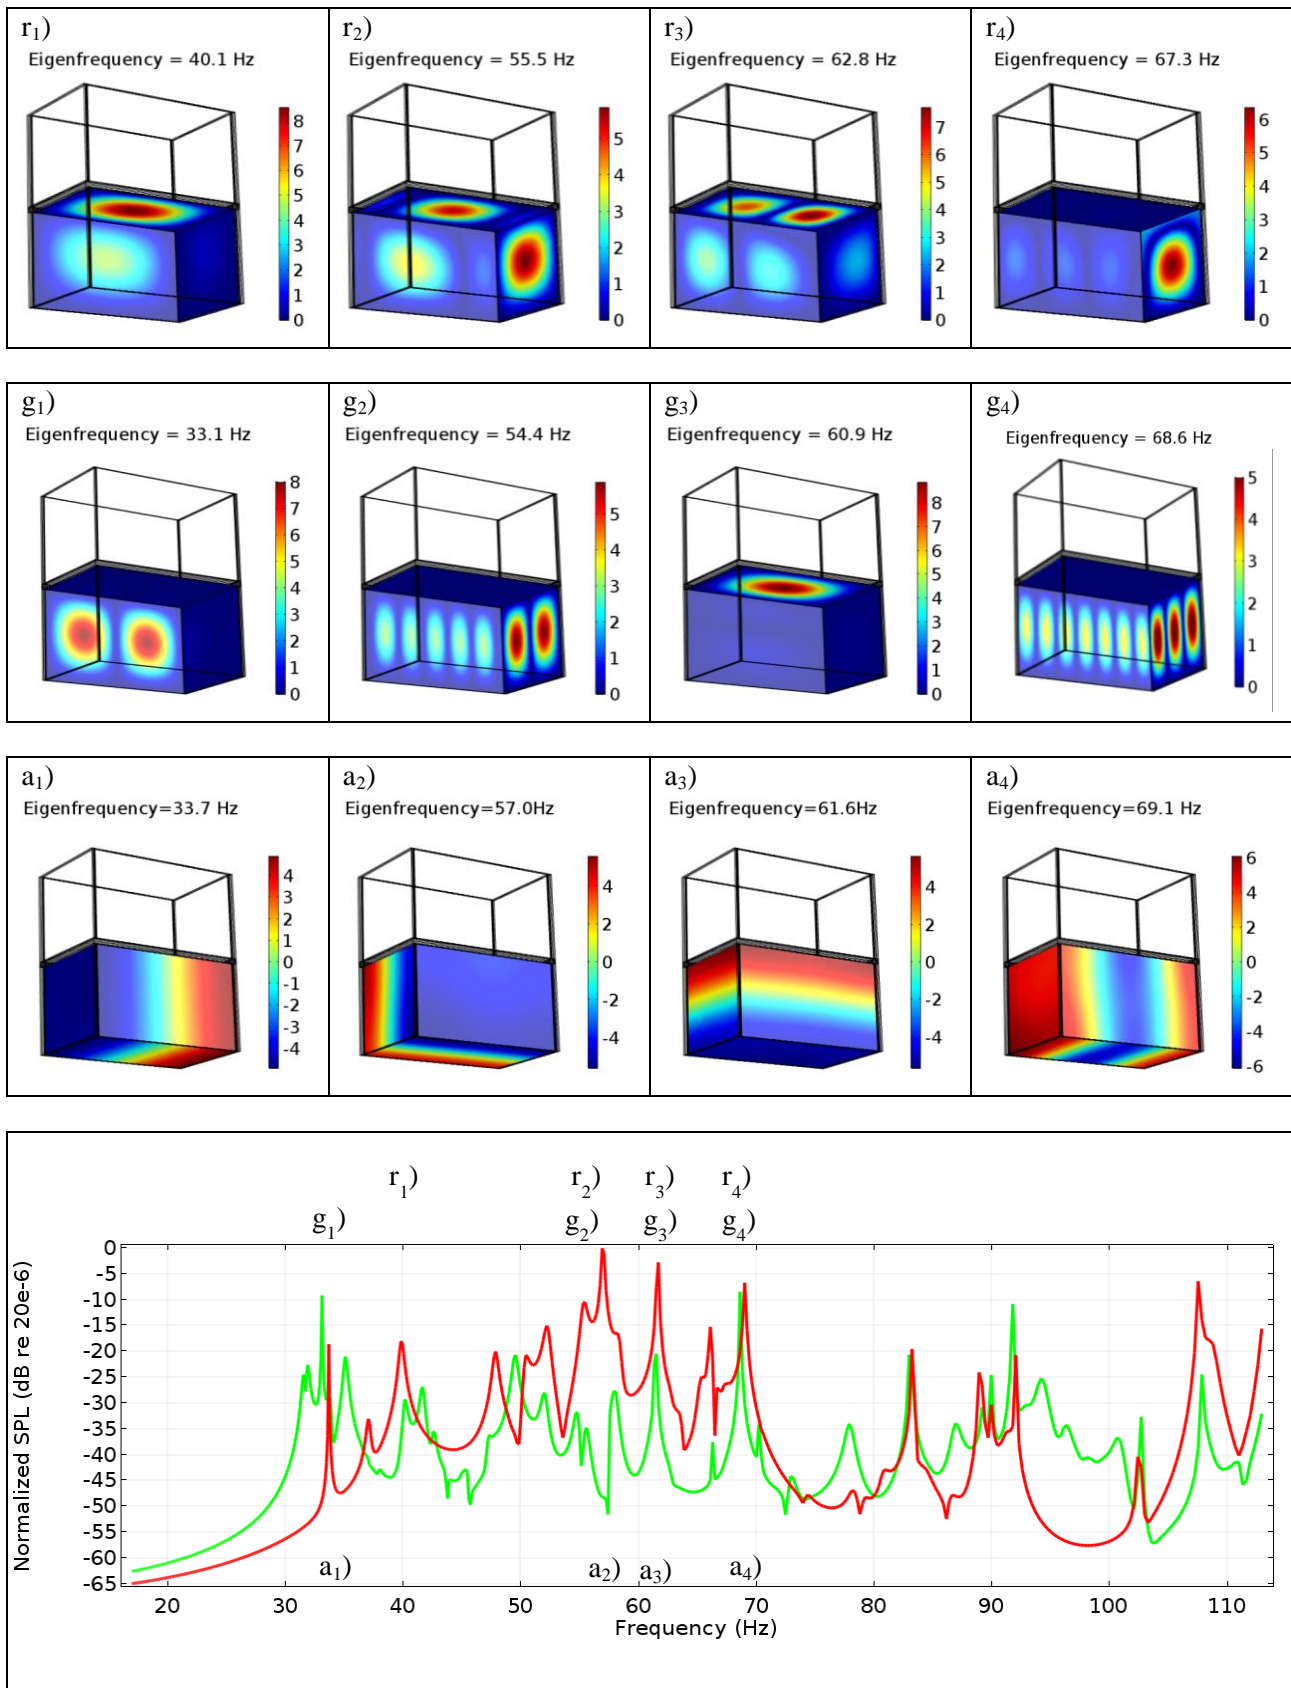 r1) r2) r3) r4)
Eigenfrequency = 40.1 Hz Eigenfrequency = 55.5 Hz Eigenfrequency = 62.8 Hz Eigenfrequency = 67.3 Hz
8 7 6 5 4 3 2 1 0
5 4 3 2 1 0
7 6 5 4 3 2 1 0
6 5 4 3 2 1 0
g1) g2) g3) g4)
Eigenfrequency = 33.1 Hz Eigenfrequency = 54.4 Hz Eigenfrequency = 60.9 Hz Eigenfrequency = 68.6 Hz
8 7 6 5 4 3 2 1 0
5 4 3 2 1 0
8 7 6 5 4 3 2 1 0
5 4 3 2 1 0
a1) a2) a3) a4)
Eigenfrequency=33.7 Hz Eigenfrequency=57.0Hz Eigenfrequency=61.6Hz Eigenfrequency=69.1 Hz
4 3 2 1 0 -1 -2 -3 -4
4 2 0 -2 -4
4 2 0 -2 -4
6 4 2 0 -2 -4 -6
r1) r2) r3) r4)
g1) g2) g3) g4)
Normalized SPL (dB re 20e-6)
0
-5
-10
-15
-20
-25
-30
-35
-40
-45
-50
-55
-60
-65
a1) a2) a3) a4)
20 30 40 50 60 70 80 90 100 110
Frequency (Hz)